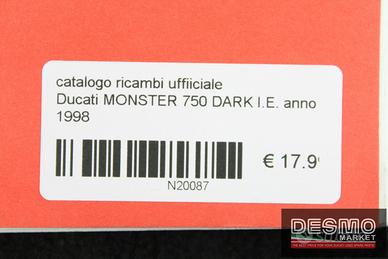 catalogo ricambi uffiiciale
Ducati MONSTER 750 DARK I.E. anno
1998
€ 17.9
N20087
DESMO
MARKET